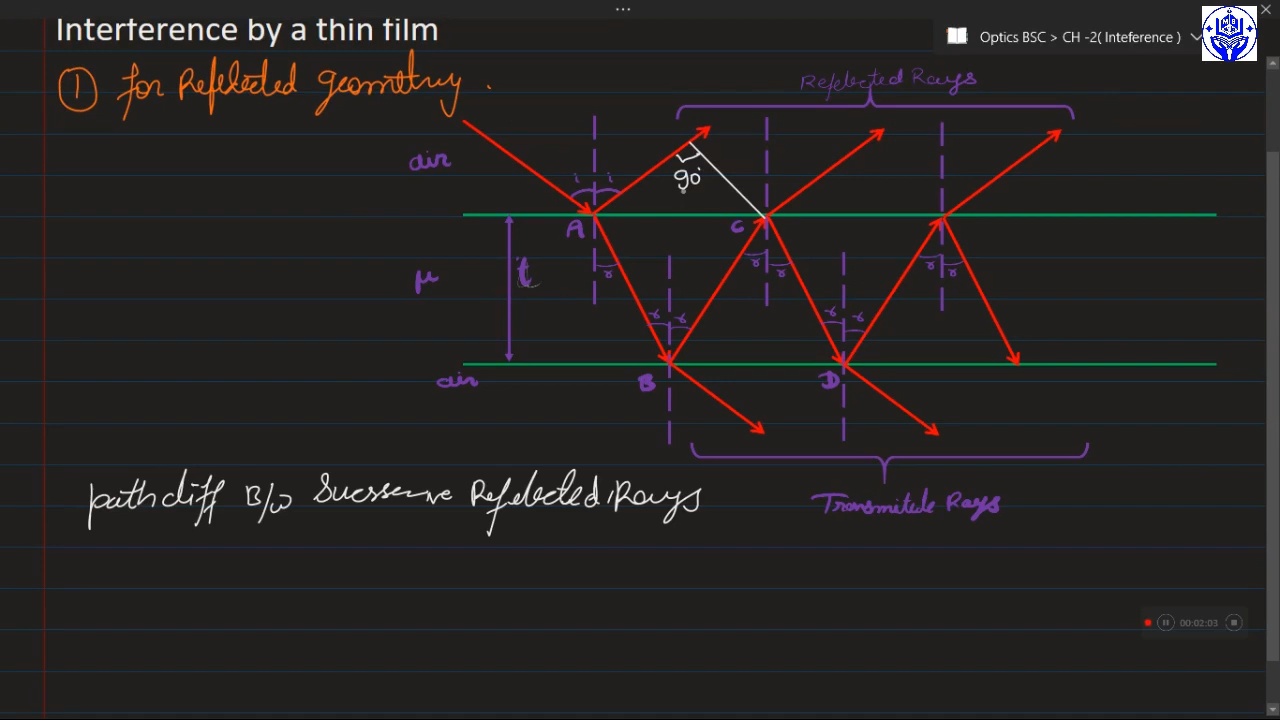 ...
Interference by a thin film
Optics BSC > CH -2( Inteference )
① for Reflected geometry .
Reflected Rays
air
i i
90°
A C
r r r r r
μ t
r r r r
B D
air
path diff B/w Successive Reflected Rays
Transmitude Rays
00:02:03